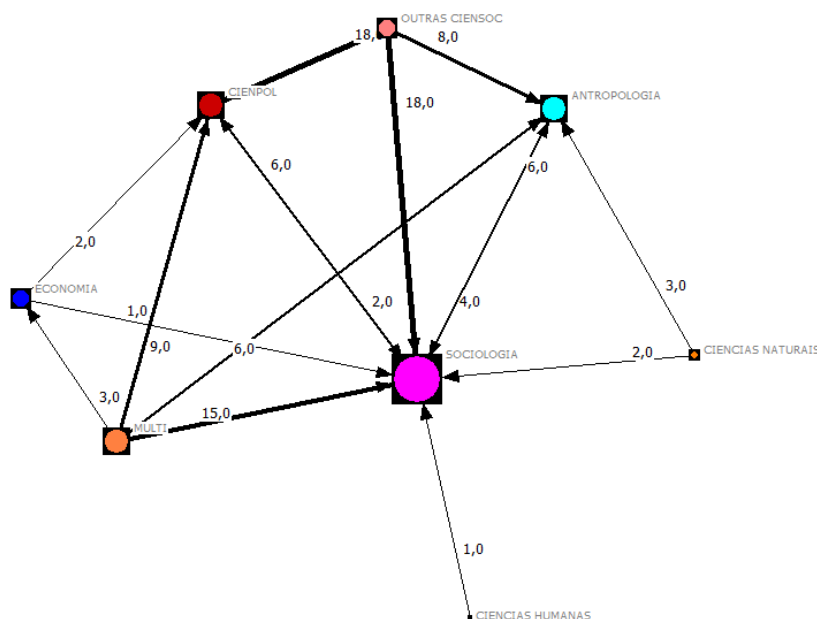 OUTRAS CIENSOC
18,0
8,0
CIENPOL
ANTROPOLOGIA
18,0
6,0
6,0
2,0
3,0
ECONOMIA
1,0
2,0
4,0
9,0
6,0
SOCIOLOGIA
2,0
CIENCIAS NATURAIS
3,0
15,0
MULTI
1,0
CIENCIAS HUMANAS